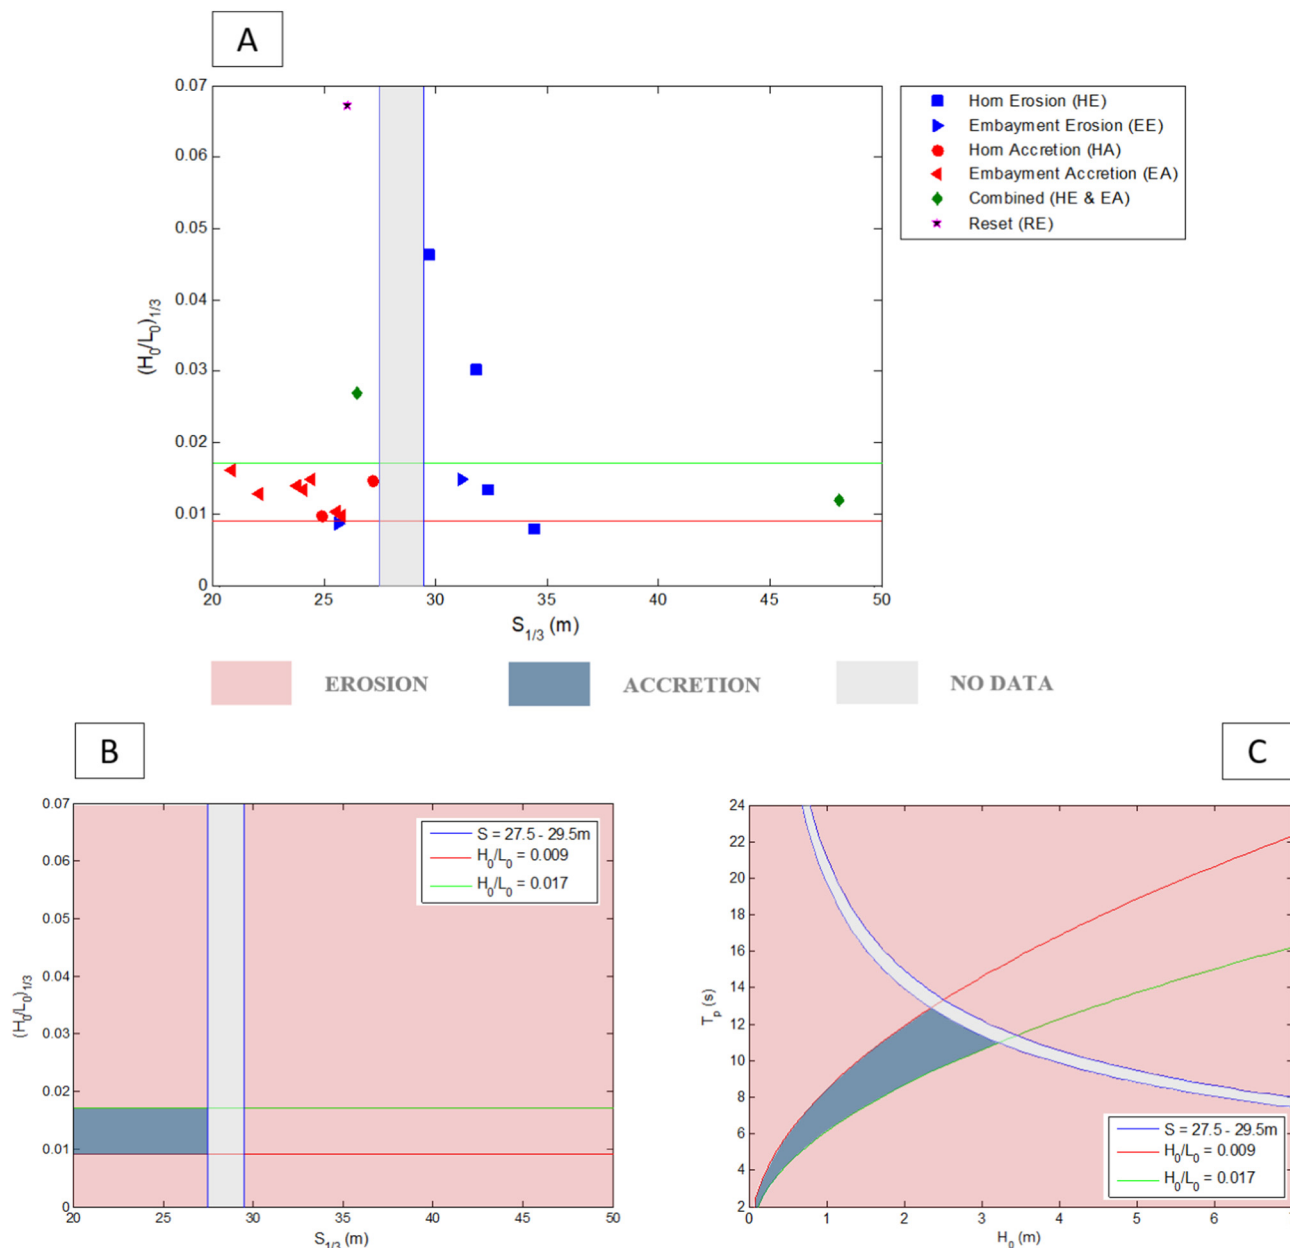 A
0.07
0.06
0.05
0.04
0.03
0.02
0.01
0
(H0/L0)1/3
20 25 30 35 40 45 50
S1/3 (m)
Horn Erosion (HE)
Embayment Erosion (EE)
Horn Accretion (HA)
Embayment Accretion (EA)
Combined (HE & EA)
Reset (RE)
EROSION ACCRETION NO DATA
B
0.07
0.06
0.05
0.04
0.03
0.02
0.01
0
(H0/L0)1/3
20 25 30 35 40 45 50
S1/3 (m)
S = 27.5 - 29.5m
H0/L0 = 0.009
H0/L0 = 0.017
C
24
22
20
18
16
14
12
10
8
6
4
2
Tp (s)
0 1 2 3 4 5 6
H0 (m)
S = 27.5 - 29.5m
H0/L0 = 0.009
H0/L0 = 0.017